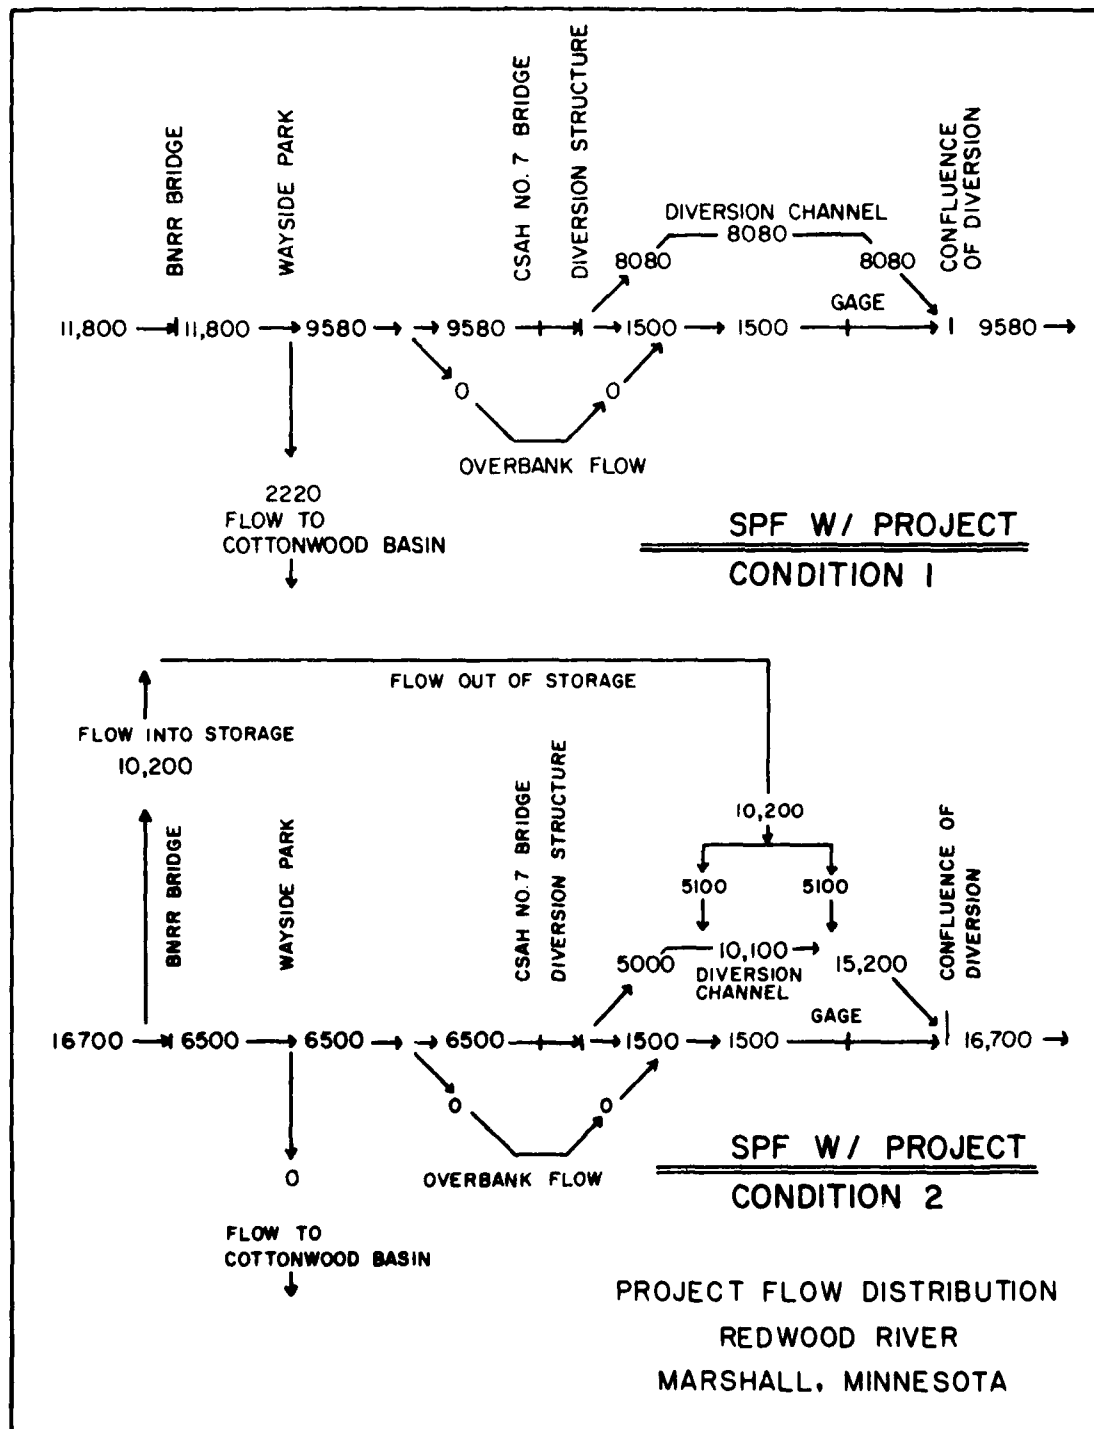 BNRR BRIDGE
WAYSIDE PARK
CSAH NO. 7 BRIDGE
DIVERSION STRUCTURE
CONFLUENCE
OF DIVERSION
DIVERSION CHANNEL
8080
8080
8080
GAGE
11,800
11,800
9580
9580
1500
1500
9580
0
0
OVERBANK FLOW
2220
FLOW TO
COTTONWOOD BASIN
SPF W/ PROJECT
CONDITION 1
FLOW OUT OF STORAGE
FLOW INTO STORAGE
10,200
BNRR BRIDGE
WAYSIDE PARK
CSAH NO. 7 BRIDGE
DIVERSION STRUCTURE
CONFLUENCE OF
DIVERSION
10,200
5100
5100
5000
10,100
15,200
DIVERSION
CHANNEL
GAGE
16700
6500
6500
6500
1500
1500
16,700
0
0
OVERBANK FLOW
0
FLOW TO
COTTONWOOD BASIN
SPF W/ PROJECT
CONDITION 2
PROJECT FLOW DISTRIBUTION
REDWOOD RIVER
MARSHALL, MINNESOTA